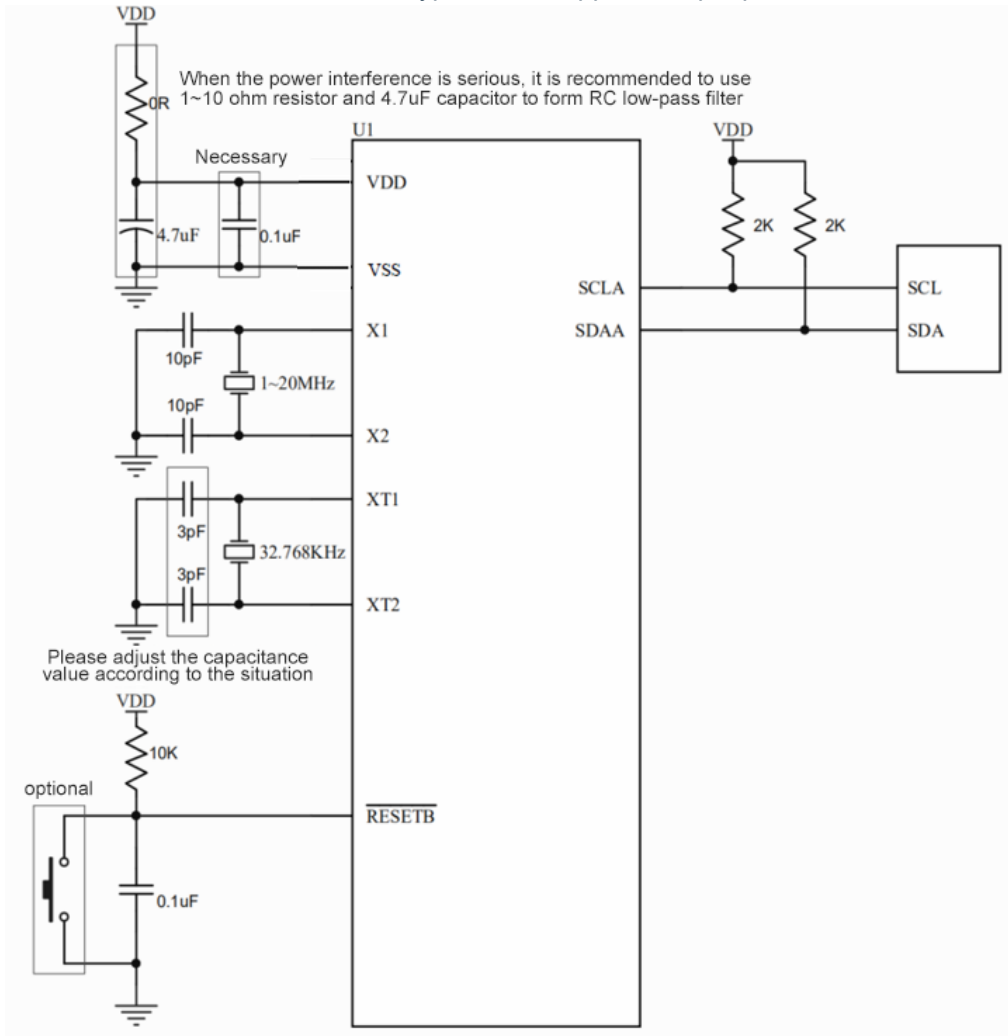 VDD
When the power interference is serious, it is recommended to use
1~10 ohm resistor and 4.7uF capacitor to form RC low-pass filter
0R
U1
VDD
Necessary
VDD
4.7uF
0.1uF
2K
2K
VSS
SCLA
SCL
X1
SDAA
SDA
10pF
1~20MHz
10pF
X2
XT1
3pF
32.768KHz
3pF
XT2
Please adjust the capacitance
value according to the situation
VDD
10K
optional
RESETB
0.1uF